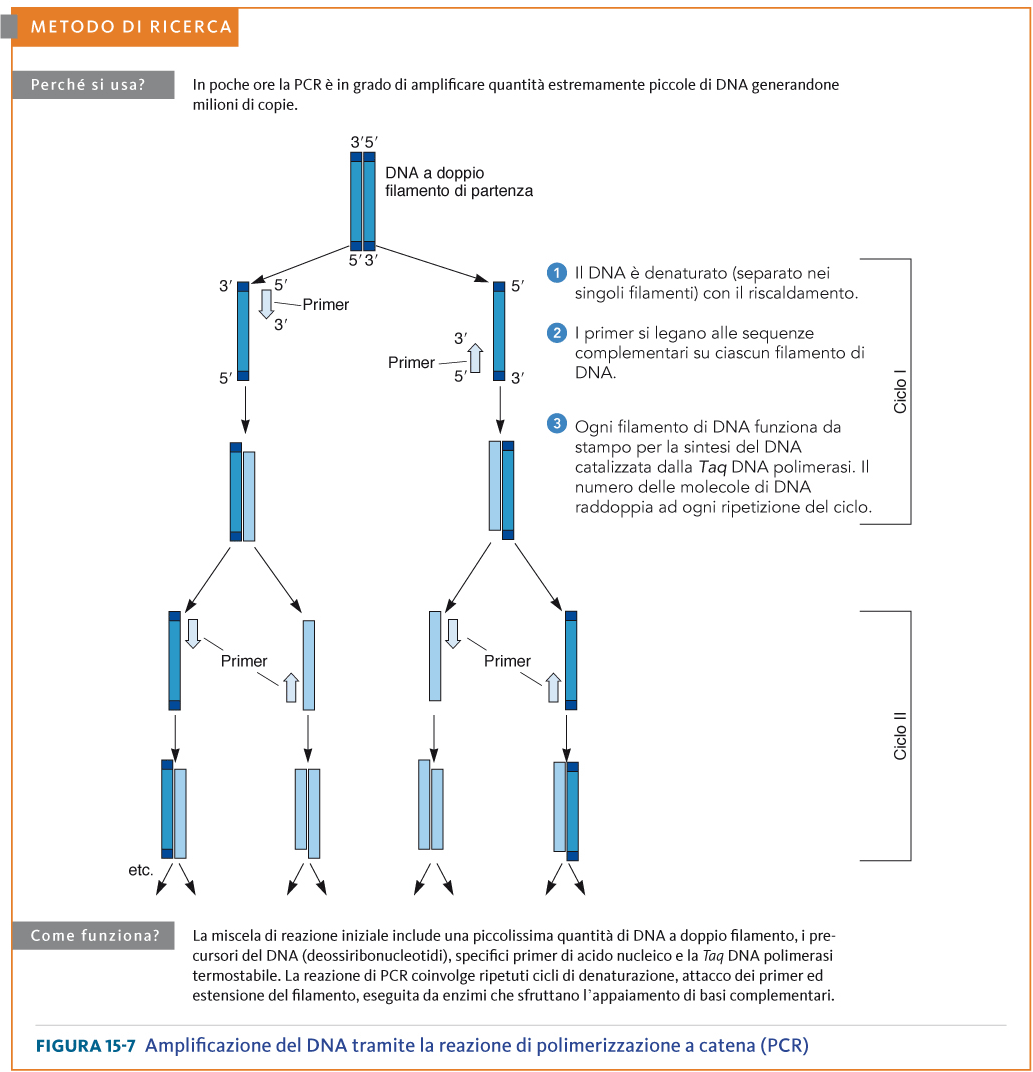 METODO DI RICERCA
Perché si usa?
In poche ore la PCR è in grado di amplificare quantità estremamente piccole di DNA generandone
milioni di copie.
3′ 5′
DNA a doppio
filamento di partenza
5′ 3′
3′
5′
Primer
3′
5′
5′
3′
Primer
5′
3′
1 Il DNA è denaturato (separato nei
singoli filamenti) con il riscaldamento.
2 I primer si legano alle sequenze
complementari su ciascun filamento di
DNA.
3 Ogni filamento di DNA funziona da
stampo per la sintesi del DNA
catalizzata dalla Taq DNA polimerasi. Il
numero delle molecole di DNA
raddoppia ad ogni ripetizione del ciclo.
Ciclo I
Primer
Primer
Ciclo II
etc.
Come funziona?
La miscela di reazione iniziale include una piccolissima quantità di DNA a doppio filamento, i pre-
cursori del DNA (deossiribonucleotidi), specifici primer di acido nucleico e la Taq DNA polimerasi
termostabile. La reazione di PCR coinvolge ripetuti cicli di denaturazione, attacco dei primer ed
estensione del filamento, eseguita da enzimi che sfruttano l'appaiamento di basi complementari.
FIGURA 15-7 Amplificazione del DNA tramite la reazione di polimerizzazione a catena (PCR)